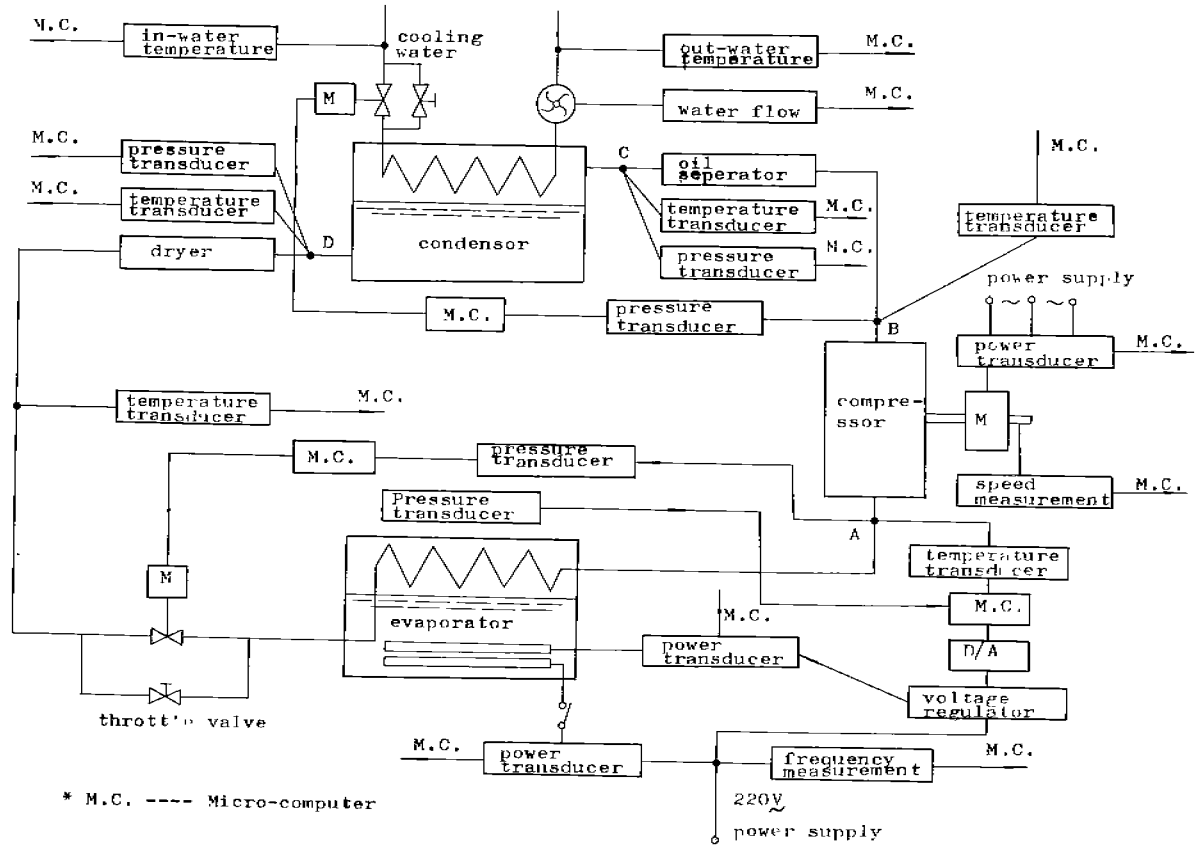 M.C.
in-water
temperature
cooling
water
out-water
temperature
M.C.
M
water flow
M.C.
M.C.
pressure
transducer
C
oil
seperator
M.C.
M.C.
temperature
transducer
temperature
transducer
M.C.
temperature
transducer
D
condensor
dryer
pressure
transducer
M.C.
power supply
M.C.
pressure
transducer
B
power
transducer
M.C.
temperature
transducer
M.C.
compre-
ssor
M
M.C.
pressure
transducer
speed
measurement
M.C.
Pressure
transducer
A
temperature
transducer
M
M.C.
evaporator
M.C.
power
transducer
D/A
voltage
regulator
valve
M.C.
power
transducer
frequency
measurement
M.C.
* M.C. ---- Micro-computer
220V
~
power supply